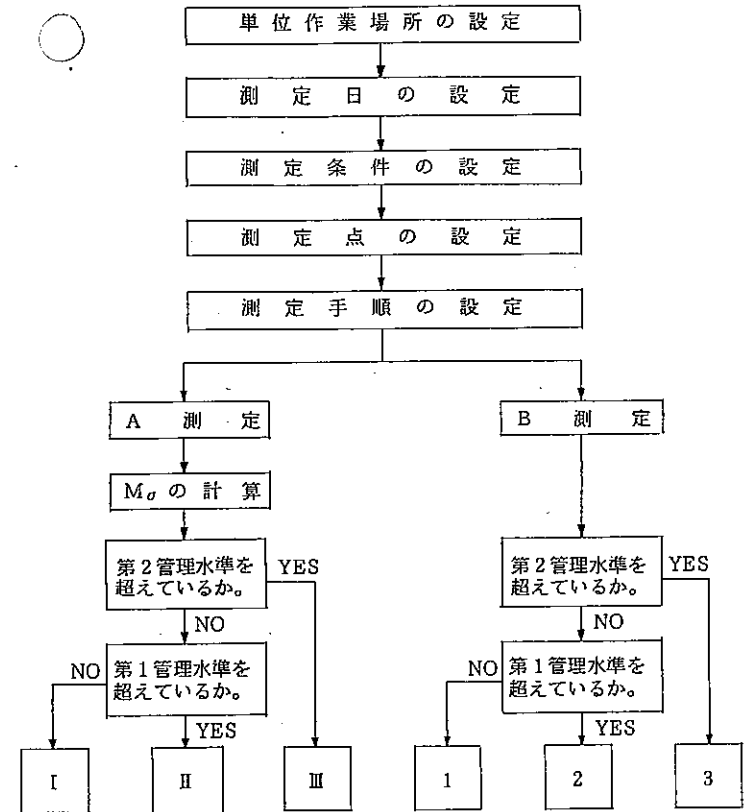 単位作業場所の設定
測定日の設定
測定条件の設定
測定点の設定
測定手順の設定
A 測定
Mσの計算
第2管理水準を
超えているか。
YES
NO
第1管理水準を
超えているか。
NO
YES
I
II
III
B 測定
第2管理水準を
超えているか。
YES
NO
第1管理水準を
超えているか。
NO
YES
1
2
3